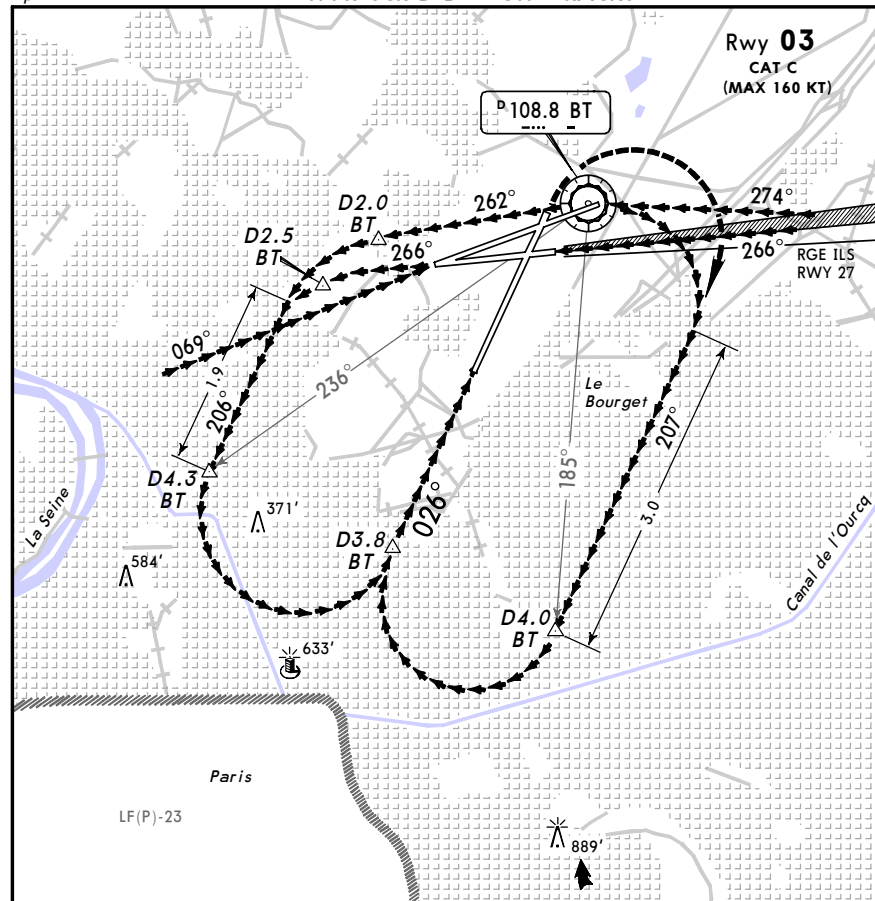 Rwy 03
CAT C
(MAX 160 KT)
D 108.8 BT
D2.0
BT
262°
274°
D2.5
BT
266°
266°
RGE ILS
RWY 27
069°
1.9
206°
236°
Le
Bourget
207°
3.0
185°
D4.3
BT
371'
026°
La Seine
584'
D3.8
BT
Canal de l'Ourcq
D4.0
BT
633'
Paris
LF(P)-23
889'